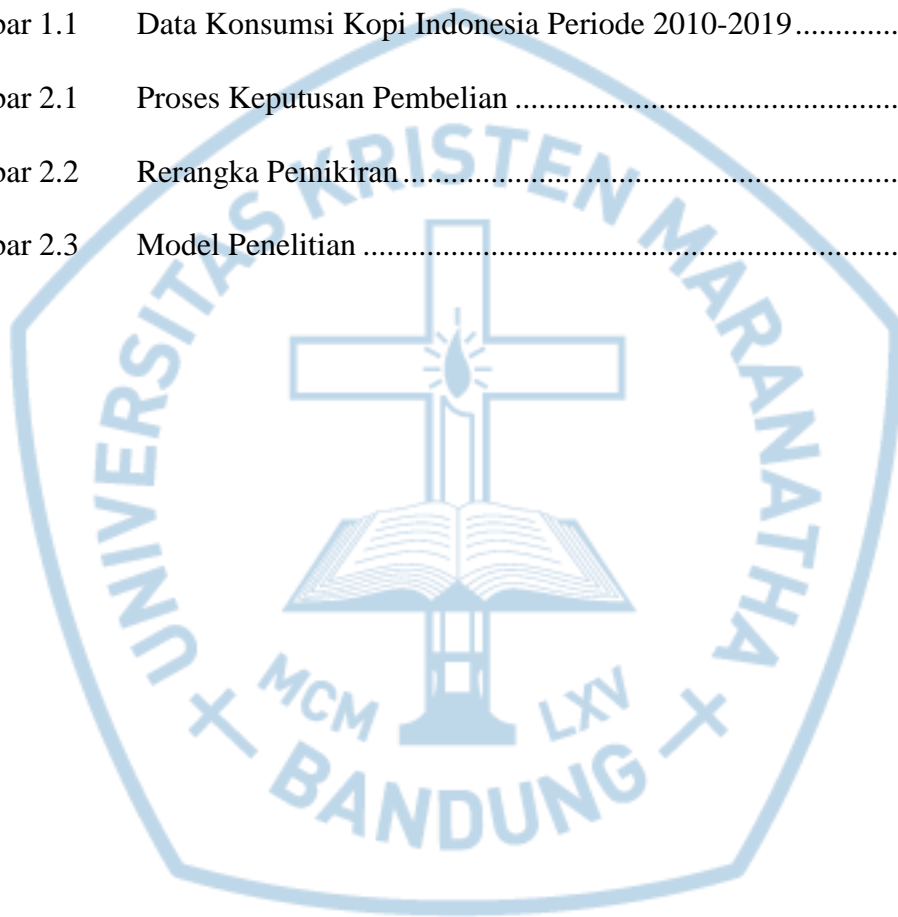 bar 1.1 Data Konsumsi Kopi Indonesia Periode 2010-2019.............
bar 2.1 Proses Keputusan Pembelian ..........................................
bar 2.2 Rerangka Pemikiran .....................................................
bar 2.3 Model Penelitian .........................................................
UNIVERSITAS KRISTEN MARANATHA
MCM LXV
BANDUNG